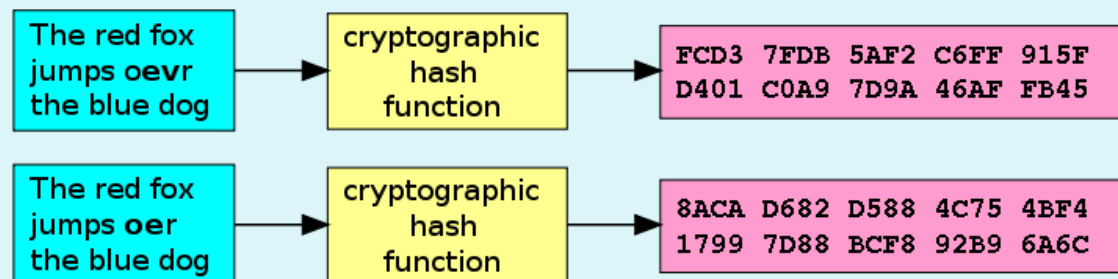 The red fox
jumps oevr
the blue dog
cryptographic
hash
function
FCD3 7FDB 5AF2 C6FF 915F
D401 C0A9 7D9A 46AF FB45
The red fox
jumps oer
the blue dog
cryptographic
hash
function
8ACA D682 D588 4C75 4BF4
1799 7D88 BCF8 92B9 6A6C